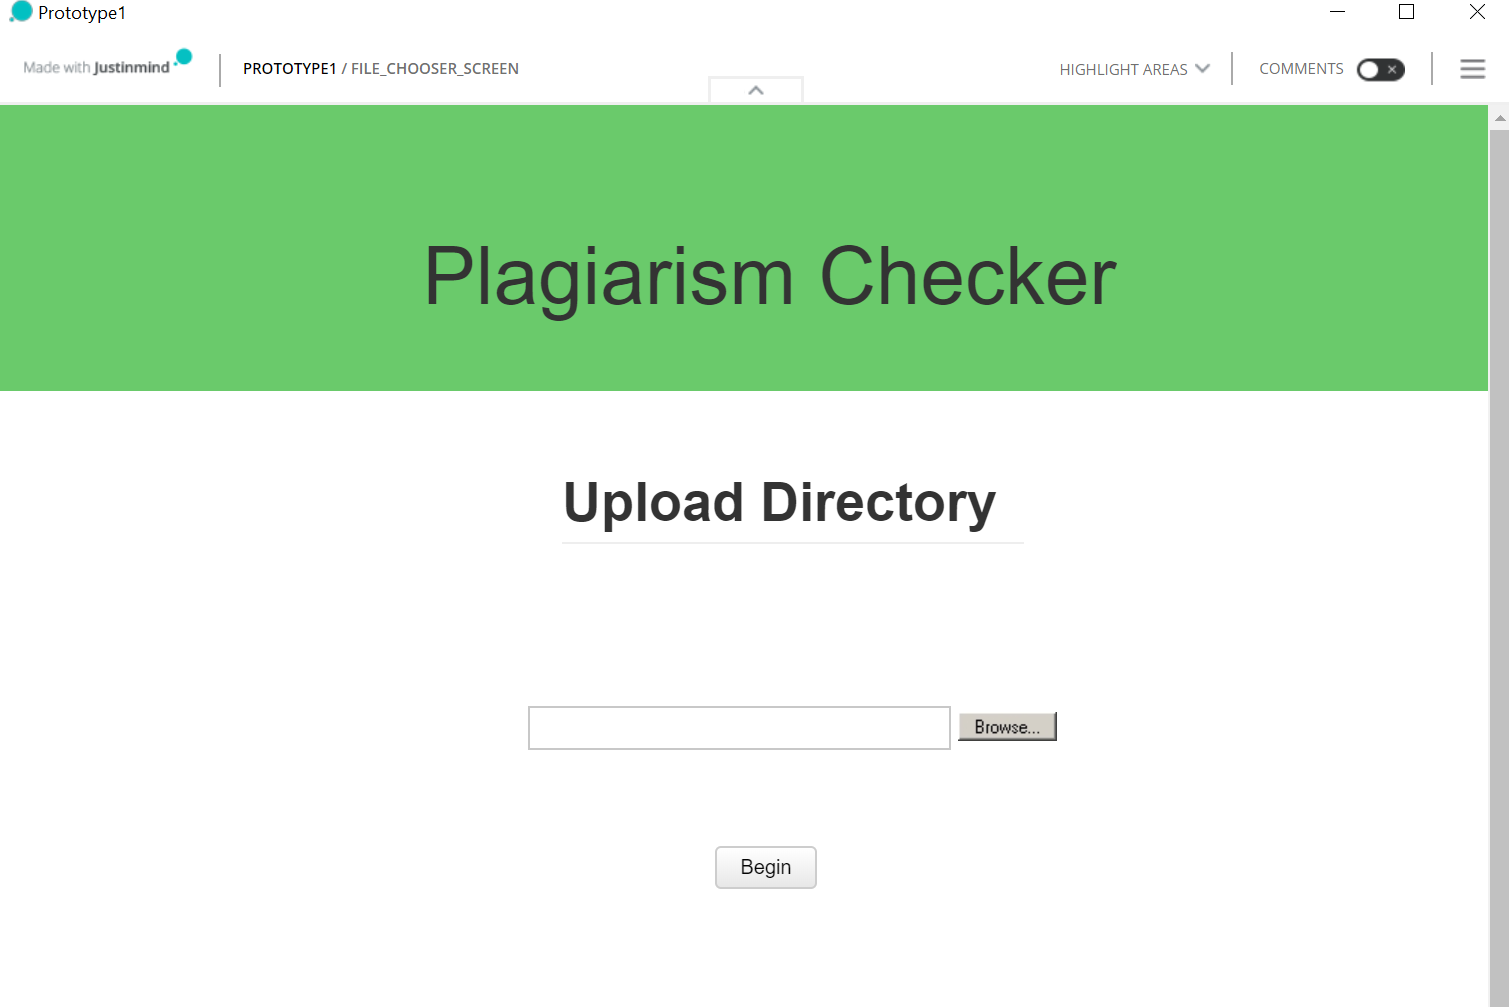 Prototype1
Made with Justinmind
PROTOTYPE1 / FILE_CHOOSER_SCREEN
HIGHLIGHT AREAS
COMMENTS
Plagiarism Checker
Upload Directory
Browse...
Begin